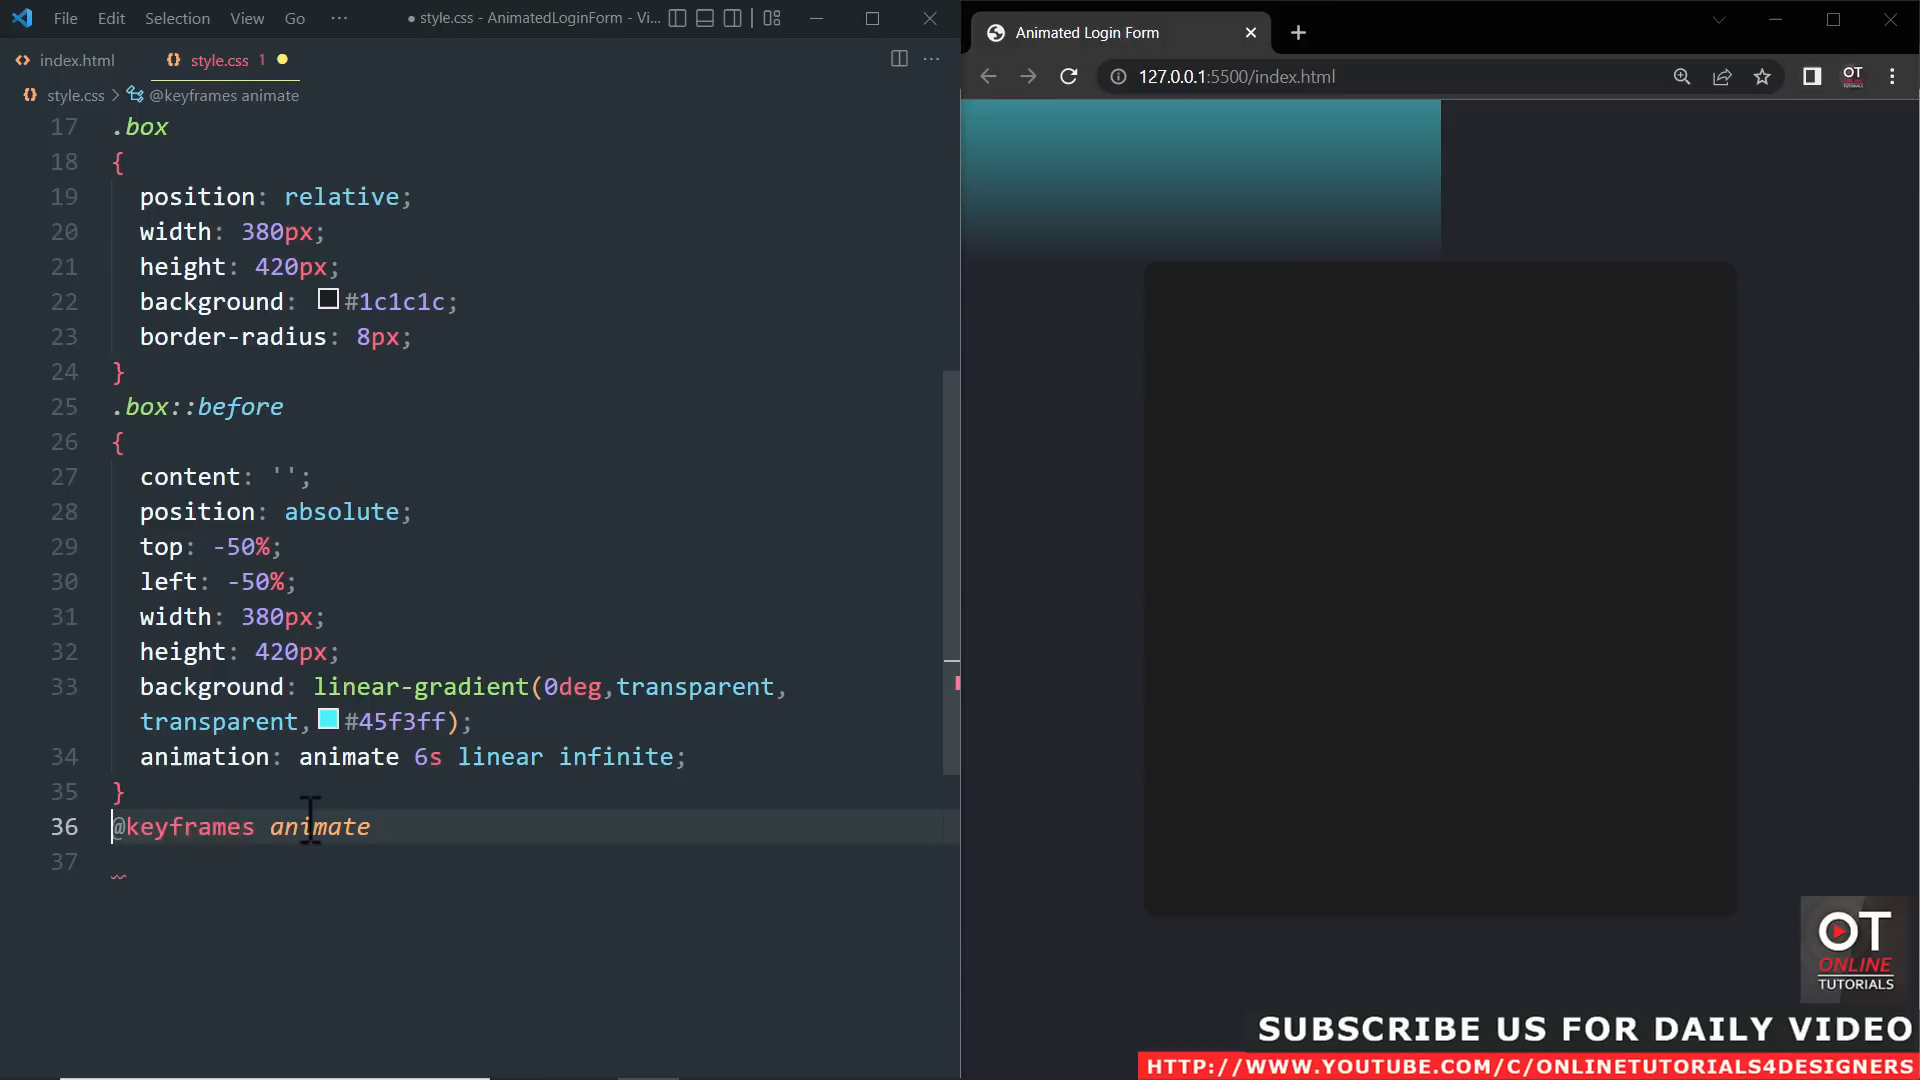 File Edit Selection View Go ··· ● style.css - AnimatedLoginForm - Vi...
index.html style.css 1
style.css > @keyframes animate
17 .box
18 {
19 position: relative;
20 width: 380px;
21 height: 420px;
22 background: #1c1c1c;
23 border-radius: 8px;
24 }
25 .box::before
26 {
27 content: '';
28 position: absolute;
29 top: -50%;
30 left: -50%;
31 width: 380px;
32 height: 420px;
33 background: linear-gradient(0deg,transparent,
transparent,#45f3ff);
34 animation: animate 6s linear infinite;
35 }
36 @keyframes animate
37
Animated Login Form
127.0.0.1:5500/index.html
OT
ONLINE
TUTORIALS
SUBSCRIBE US FOR DAILY VIDEO
HTTP://WWW.YOUTUBE.COM/C/ONLINETUTORIALS4DESIGNERS